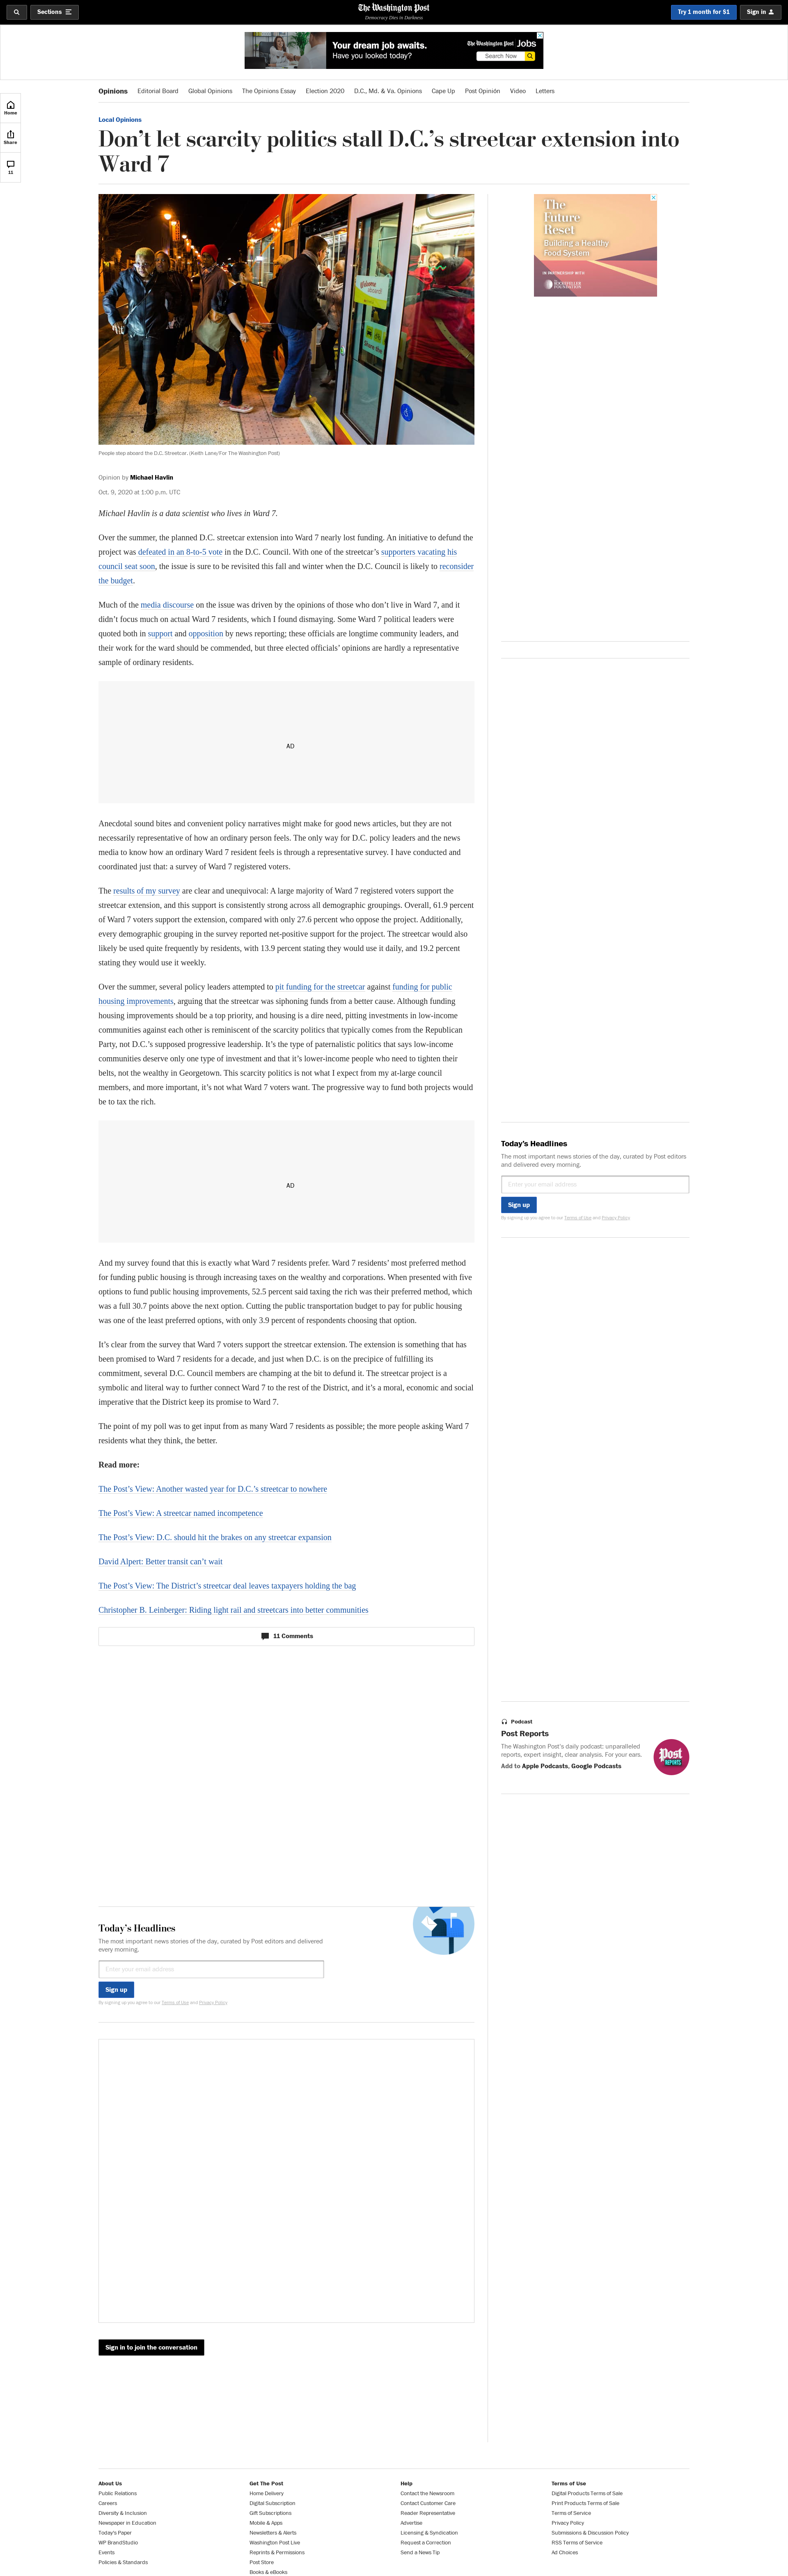 Sections
The Washington Post
Democracy Dies in Darkness
Try 1 month for $1
Sign in
Your dream job awaits.
Have you looked today?
The Washington Post Jobs
Search Now
Home
Share
11
Opinions
Editorial Board
Global Opinions
The Opinions Essay
Election 2020
D.C., Md. & Va. Opinions
Cape Up
Post Opinión
Video
Letters
Local Opinions
Don’t let scarcity politics stall D.C.’s streetcar extension into
Ward 7
People step aboard the D.C. Streetcar. (Keith Lane/For The Washington Post)
Opinion by Michael Havlin
Oct. 9, 2020 at 1:00 p.m. UTC
Michael Havlin is a data scientist who lives in Ward 7.
Over the summer, the planned D.C. streetcar extension into Ward 7 nearly lost funding. An initiative to defund the
project was defeated in an 8-to-5 vote in the D.C. Council. With one of the streetcar’s supporters vacating his
council seat soon, the issue is sure to be revisited this fall and winter when the D.C. Council is likely to reconsider
the budget.
Much of the media discourse on the issue was driven by the opinions of those who don’t live in Ward 7, and it
didn’t focus much on actual Ward 7 residents, which I found dismaying. Some Ward 7 political leaders were
quoted both in support and opposition by news reporting; these officials are longtime community leaders, and
their work for the ward should be commended, but three elected officials’ opinions are hardly a representative
sample of ordinary residents.
AD
Anecdotal sound bites and convenient policy narratives might make for good news articles, but they are not
necessarily representative of how an ordinary person feels. The only way for D.C. policy leaders and the news
media to know how an ordinary Ward 7 resident feels is through a representative survey. I have conducted and
coordinated just that: a survey of Ward 7 registered voters.
The results of my survey are clear and unequivocal: A large majority of Ward 7 registered voters support the
streetcar extension, and this support is consistently strong across all demographic groupings. Overall, 61.9 percent
of Ward 7 voters support the extension, compared with only 27.6 percent who oppose the project. Additionally,
every demographic grouping in the survey reported net-positive support for the project. The streetcar would also
likely be used quite frequently by residents, with 13.9 percent stating they would use it daily, and 19.2 percent
stating they would use it weekly.
Over the summer, several policy leaders attempted to pit funding for the streetcar against funding for public
housing improvements, arguing that the streetcar was siphoning funds from a better cause. Although funding
housing improvements should be a top priority, and housing is a dire need, pitting investments in low-income
communities against each other is reminiscent of the scarcity politics that typically comes from the Republican
Party, not D.C.’s supposed progressive leadership. It’s the type of paternalistic politics that says low-income
communities deserve only one type of investment and that it’s lower-income people who need to tighten their
belts, not the wealthy in Georgetown. This scarcity politics is not what I expect from my at-large council
members, and more important, it’s not what Ward 7 voters want. The progressive way to fund both projects would
be to tax the rich.
AD
And my survey found that this is exactly what Ward 7 residents prefer. Ward 7 residents’ most preferred method
for funding public housing is through increasing taxes on the wealthy and corporations. When presented with five
options to fund public housing improvements, 52.5 percent said taxing the rich was their preferred method, which
was a full 30.7 points above the next option. Cutting the public transportation budget to pay for public housing
was one of the least preferred options, with only 3.9 percent of respondents choosing that option.
It’s clear from the survey that Ward 7 voters support the streetcar extension. The extension is something that has
been promised to Ward 7 residents for a decade, and just when D.C. is on the precipice of fulfilling its
commitment, several D.C. Council members are champing at the bit to defund it. The streetcar project is a
symbolic and literal way to further connect Ward 7 to the rest of the District, and it’s a moral, economic and social
imperative that the District keep its promise to Ward 7.
The point of my poll was to get input from as many Ward 7 residents as possible; the more people asking Ward 7
residents what they think, the better.
Read more:
The Post’s View: Another wasted year for D.C.’s streetcar to nowhere
The Post’s View: A streetcar named incompetence
The Post’s View: D.C. should hit the brakes on any streetcar expansion
David Alpert: Better transit can’t wait
The Post’s View: The District’s streetcar deal leaves taxpayers holding the bag
Christopher B. Leinberger: Riding light rail and streetcars into better communities
11 Comments
Today’s Headlines
The most important news stories of the day, curated by Post editors and delivered
every morning.
Enter your email address
Sign up
By signing up you agree to our Terms of Use and Privacy Policy
Sign in to join the conversation
The
Future
Reset
Building a Healthy
Food System
IN PARTNERSHIP WITH
The
ROCKEFELLER
FOUNDATION
Today’s Headlines
The most important news stories of the day, curated by Post editors
and delivered every morning.
Enter your email address
Sign up
By signing up you agree to our Terms of Use and Privacy Policy
Podcast
Post Reports
The Washington Post’s daily podcast: unparalleled
reports, expert insight, clear analysis. For your ears.
Add to Apple Podcasts, Google Podcasts
Post
REPORTS
About Us
Public Relations
Careers
Diversity & Inclusion
Newspaper in Education
Today’s Paper
WP BrandStudio
Events
Policies & Standards
Get The Post
Home Delivery
Digital Subscription
Gift Subscriptions
Mobile & Apps
Newsletters & Alerts
Washington Post Live
Reprints & Permissions
Post Store
Books & eBooks
Help
Contact the Newsroom
Contact Customer Care
Reader Representative
Advertise
Licensing & Syndication
Request a Correction
Send a News Tip
Terms of Use
Digital Products Terms of Sale
Print Products Terms of Sale
Terms of Service
Privacy Policy
Submissions & Discussion Policy
RSS Terms of Service
Ad Choices